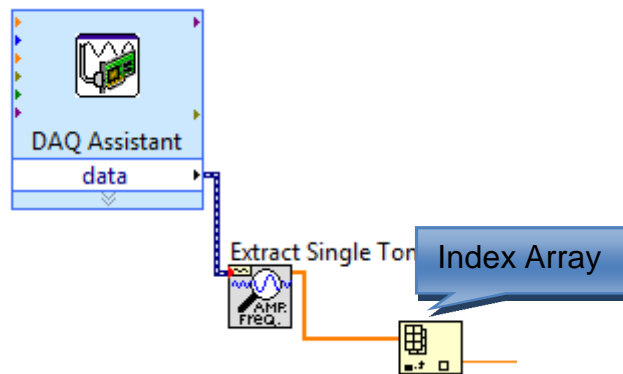 DAQ Assistant
data
Extract Single Ton
Index Array
AMP.
Freq.